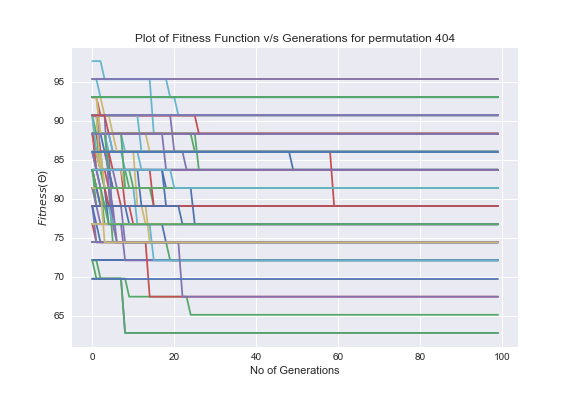 Plot of Fitness Function v/s Generations for permutation 404
95
90
85
80
75
70
65
Fitness(Θ)
0 20 40 60 80 100
No of Generations